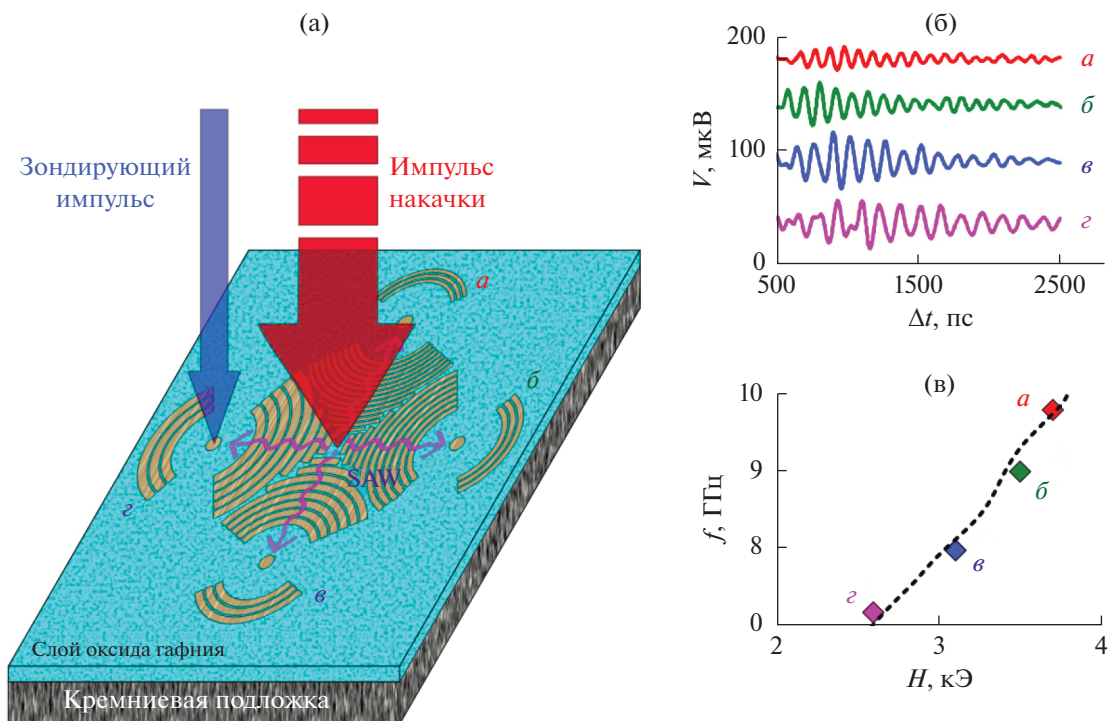 (а)
Зондирующий
импульс
Импульс
накачки
а
б
SAW
г
в
Слой оксида гафния
Кремниевая подложка
(б)
200
100
0
V, мкВ
а
б
в
г
500
1500
2500
Δt, пс
(в)
10
9
8
0
f, ГГц
а
б
в
г
2
3
4
H, кЭ